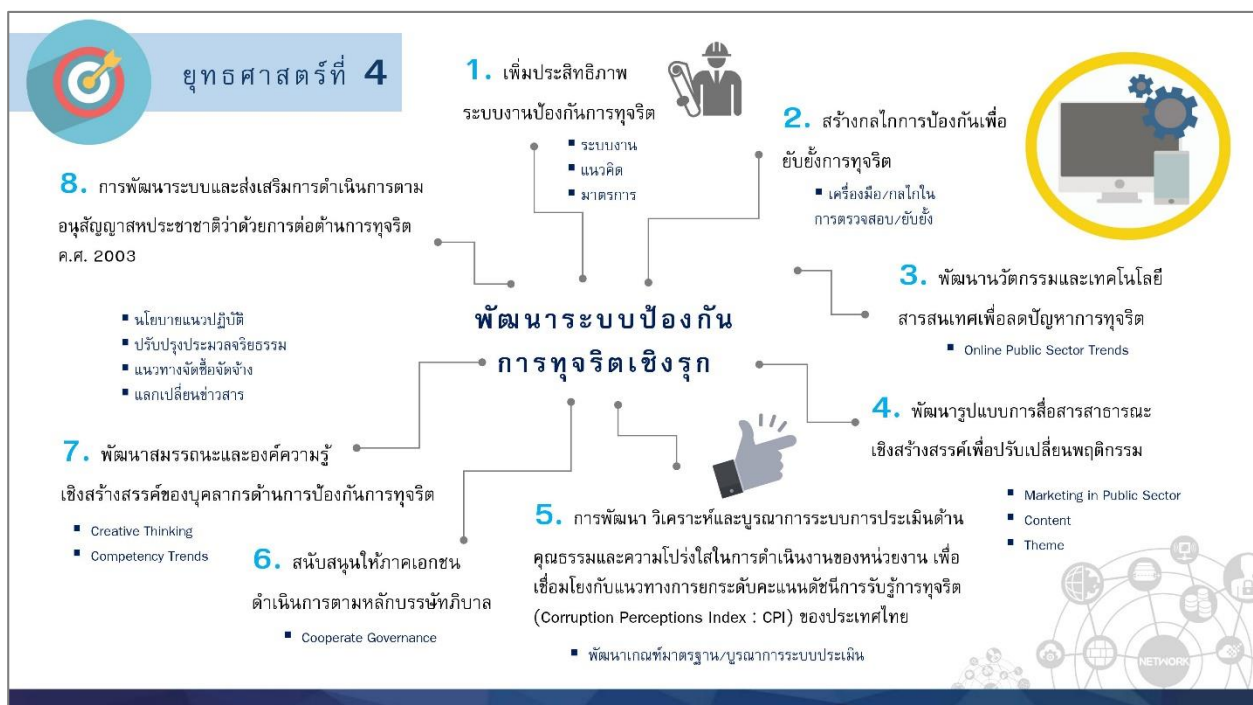 ยุทธศาสตร์ที่ 4
1. เพิ่มประสิทธิภาพ
ระบบงานป้องกันการทุจริต
▪ ระบบงาน
▪ แนวคิด
▪ มาตรการ
2. สร้างกลไกการป้องกันเพื่อ
ยับยั้งการทุจริต
▪ เครื่องมือ/กลไกใน
การตรวจสอบ/ยับยั้ง
3. พัฒนานวัตกรรมและเทคโนโลยี
สารสนเทศเพื่อลดปัญหาการทุจริต
▪ Online Public Sector Trends
พัฒนาระบบป้องกัน
การทุจริตเชิงรุก
4. พัฒนารูปแบบการสื่อสารสาธารณะ
เชิงสร้างสรรค์เพื่อปรับเปลี่ยนพฤติกรรม
▪ Marketing in Public Sector
▪ Content
▪ Theme
5. การพัฒนา วิเคราะห์และบูรณาการระบบการประเมินด้าน
คุณธรรมและความโปร่งใสในการดำเนินงานของหน่วยงาน เพื่อ
เชื่อมโยงกับแนวทางการยกระดับคะแนนดัชนีการรับรู้การทุจริต
(Corruption Perceptions Index : CPI) ของประเทศไทย
▪ พัฒนาเกณฑ์มาตรฐาน/บูรณาการระบบประเมิน
6. สนับสนุนให้ภาคเอกชน
ดำเนินการตามหลักบรรษัทภิบาล
▪ Cooperate Governance
7. พัฒนาสมรรถนะและองค์ความรู้
เชิงสร้างสรรค์ของบุคลากรด้านการป้องกันการทุจริต
▪ Creative Thinking
▪ Competency Trends
8. การพัฒนาระบบและส่งเสริมการดำเนินการตาม
อนุสัญญาสหประชาชาติว่าด้วยการต่อต้านการทุจริต
ค.ศ. 2003
▪ นโยบายแนวปฏิบัติ
▪ ปรับปรุงประมวลจริยธรรม
▪ แนวทางจัดซื้อจัดจ้าง
▪ แลกเปลี่ยนข่าวสาร
NETWORK